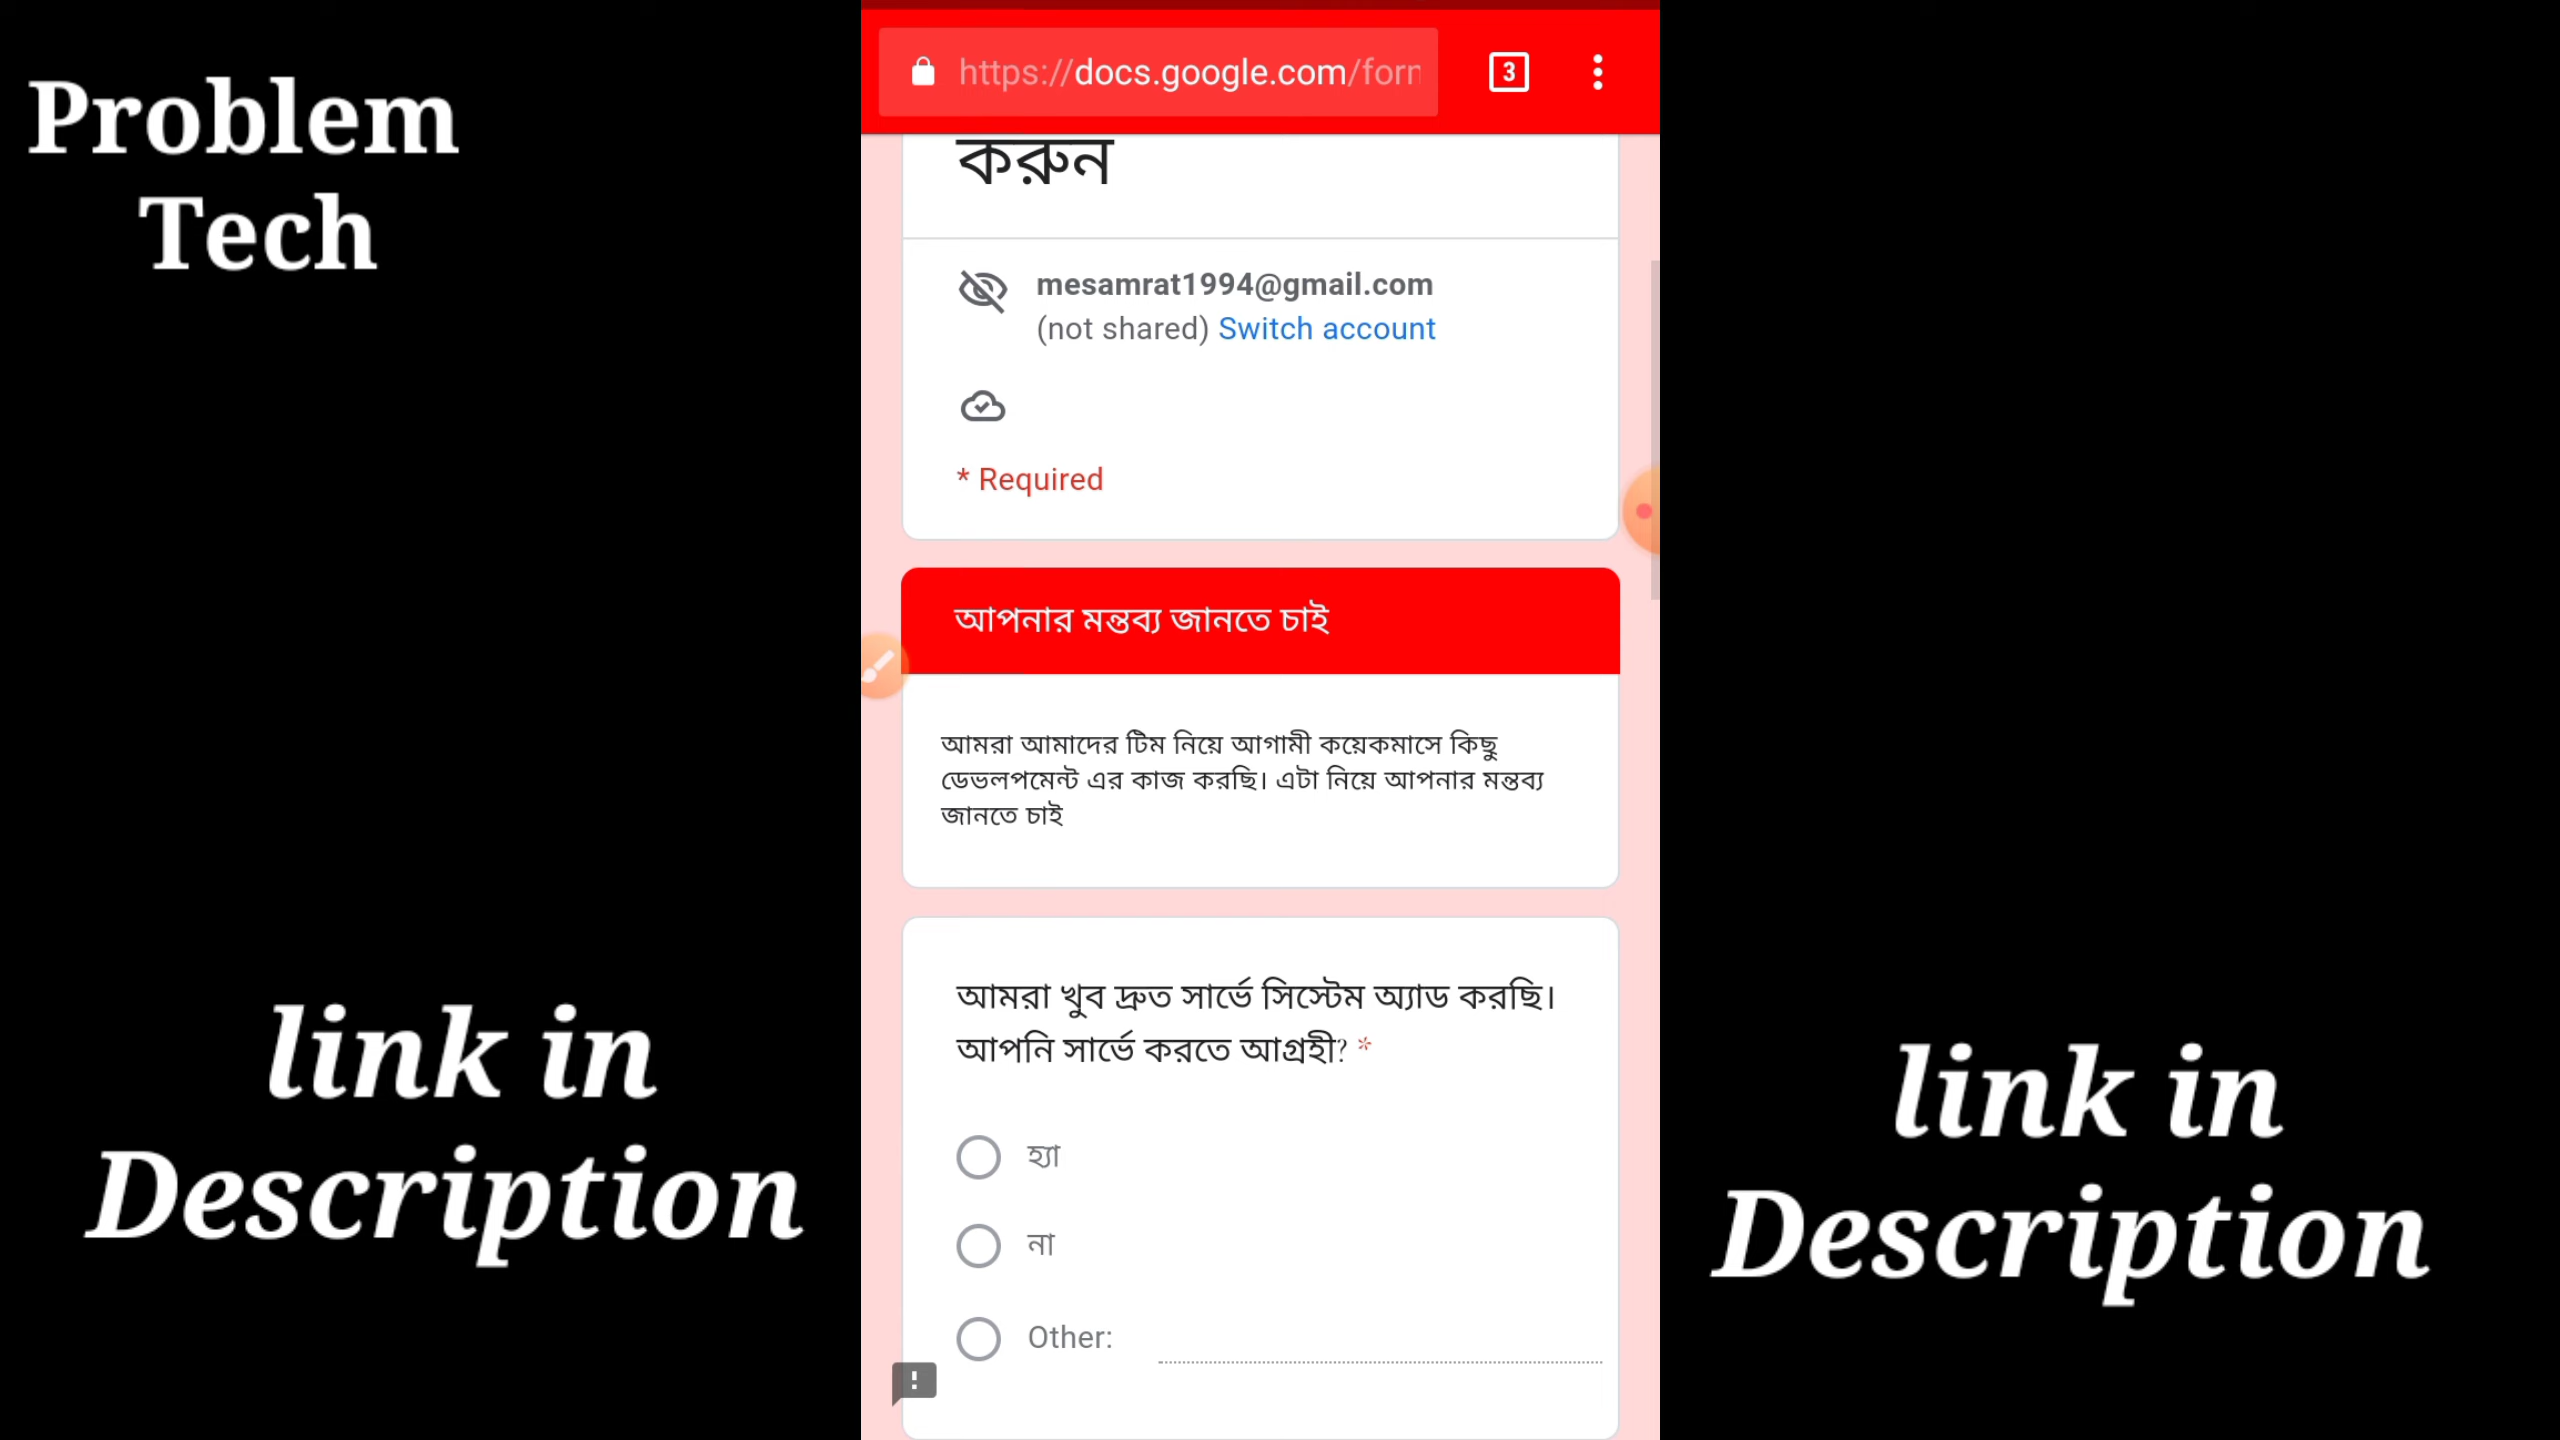 Problem
Tech
https://docs.google.com/forr
3
করুন
mesamrat1994@gmail.com
(not shared) Switch account
* Required
আপনার মন্তব্য জানতে চাই
আমরা আমাদের টিম নিয়ে আগামী কয়েকমাসে কিছু
ডেভলপমেন্ট এর কাজ করছি। এটা নিয়ে আপনার মন্তব্য
জানতে চাই
আমরা খুব দ্রুত সার্ভে সিস্টেম অ্যাড করছি।
আপনি সার্ভে করতে আগ্রহী? *
হ্যা
না
Other:
link in
Description
link in
Description